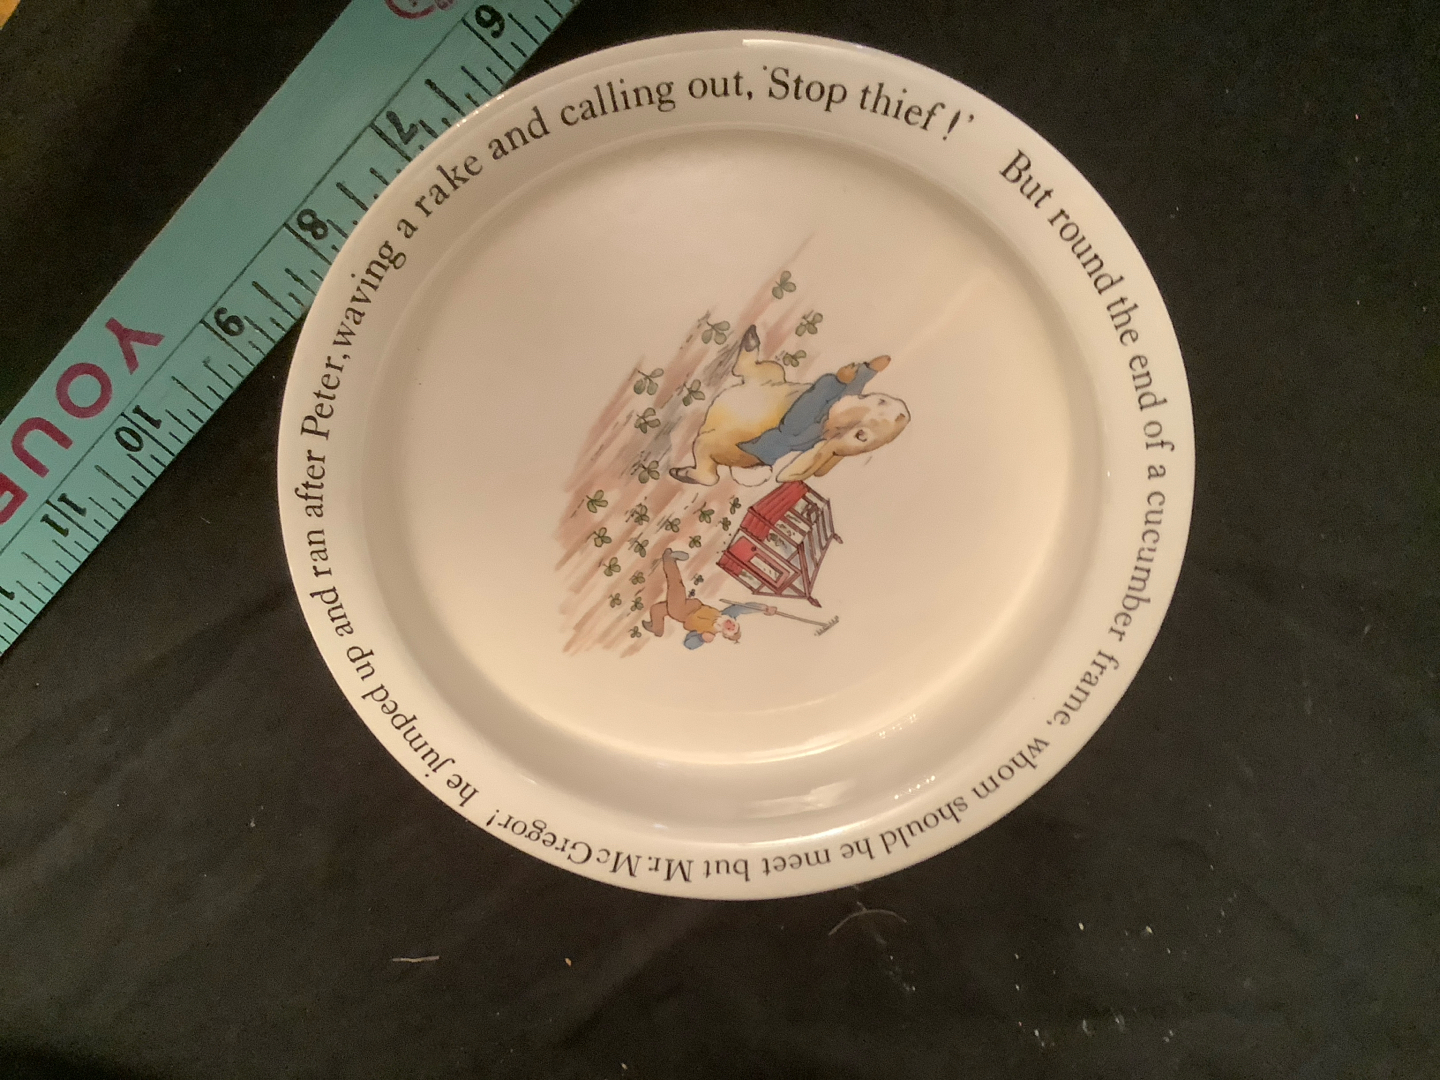 But round the end of a cucumber frame, whom should he meet but Mr. McGregor! he jumped up and ran after Peter, waving a rake and calling out, 'Stop thief!'
YOUR
6 7 8 9 10 11